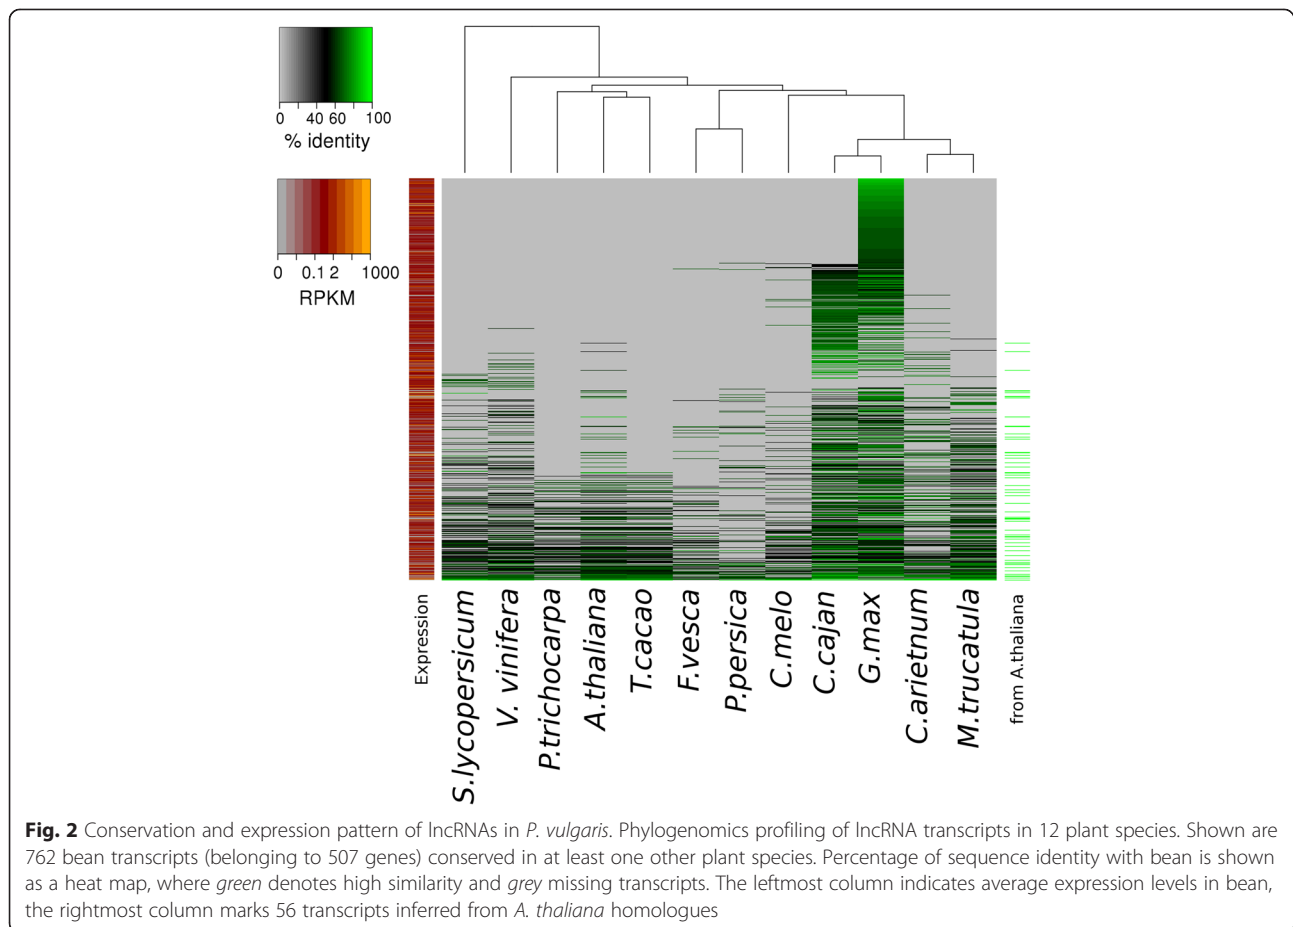 0 40 60 100
% identity
0 0.1 2 1000
RPKM
Expression
S.lycopersicum
V. vinifera
P.trichocarpa
A.thaliana
T.cacao
F.vesca
P.persica
C.melo
C.cajan
G.max
C.arietnum
M.trucatula
from A.thaliana
Fig. 2 Conservation and expression pattern of lncRNAs in P. vulgaris. Phylogenomics profiling of lncRNA transcripts in 12 plant species. Shown are
762 bean transcripts (belonging to 507 genes) conserved in at least one other plant species. Percentage of sequence identity with bean is shown
as a heat map, where green denotes high similarity and grey missing transcripts. The leftmost column indicates average expression levels in bean,
the rightmost column marks 56 transcripts inferred from A. thaliana homologues